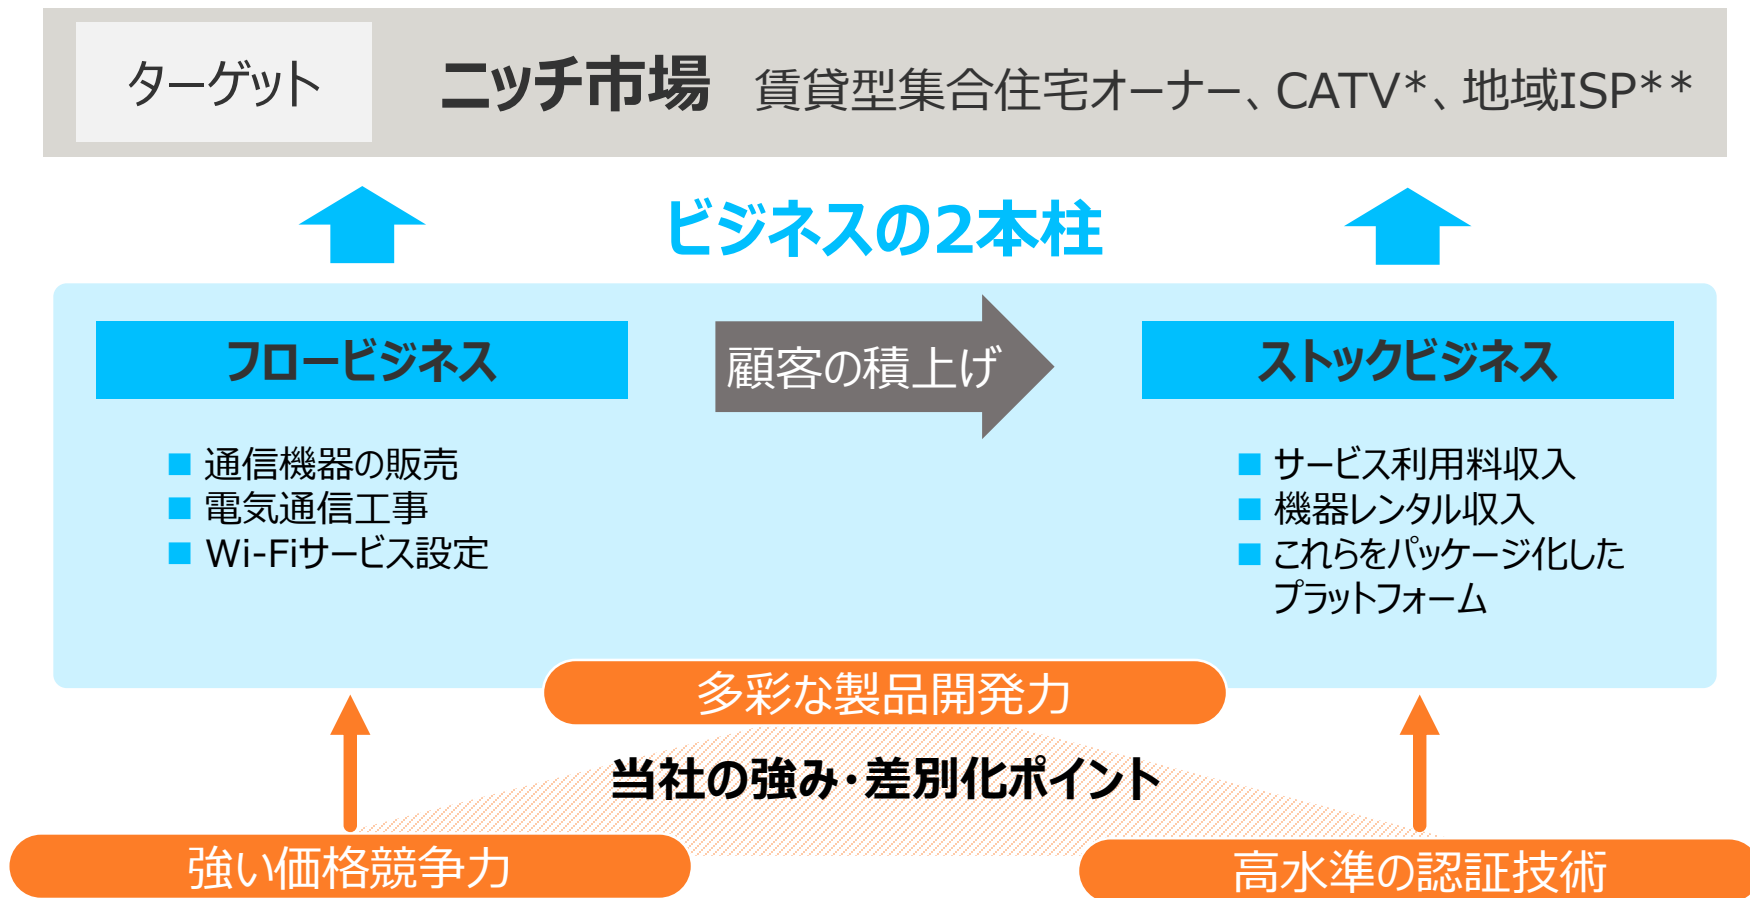 ターゲット
ニッチ市場 賃貸型集合住宅オーナー、CATV*、地域ISP**
ビジネスの2本柱
フロービジネス
顧客の積上げ
ストックビジネス
■ 通信機器の販売
■ 電気通信工事
■ Wi-Fiサービス設定
■ サービス利用料収入
■ 機器レンタル収入
■ これらをパッケージ化した
プラットフォーム
多彩な製品開発力
当社の強み・差別化ポイント
強い価格競争力
高水準の認証技術